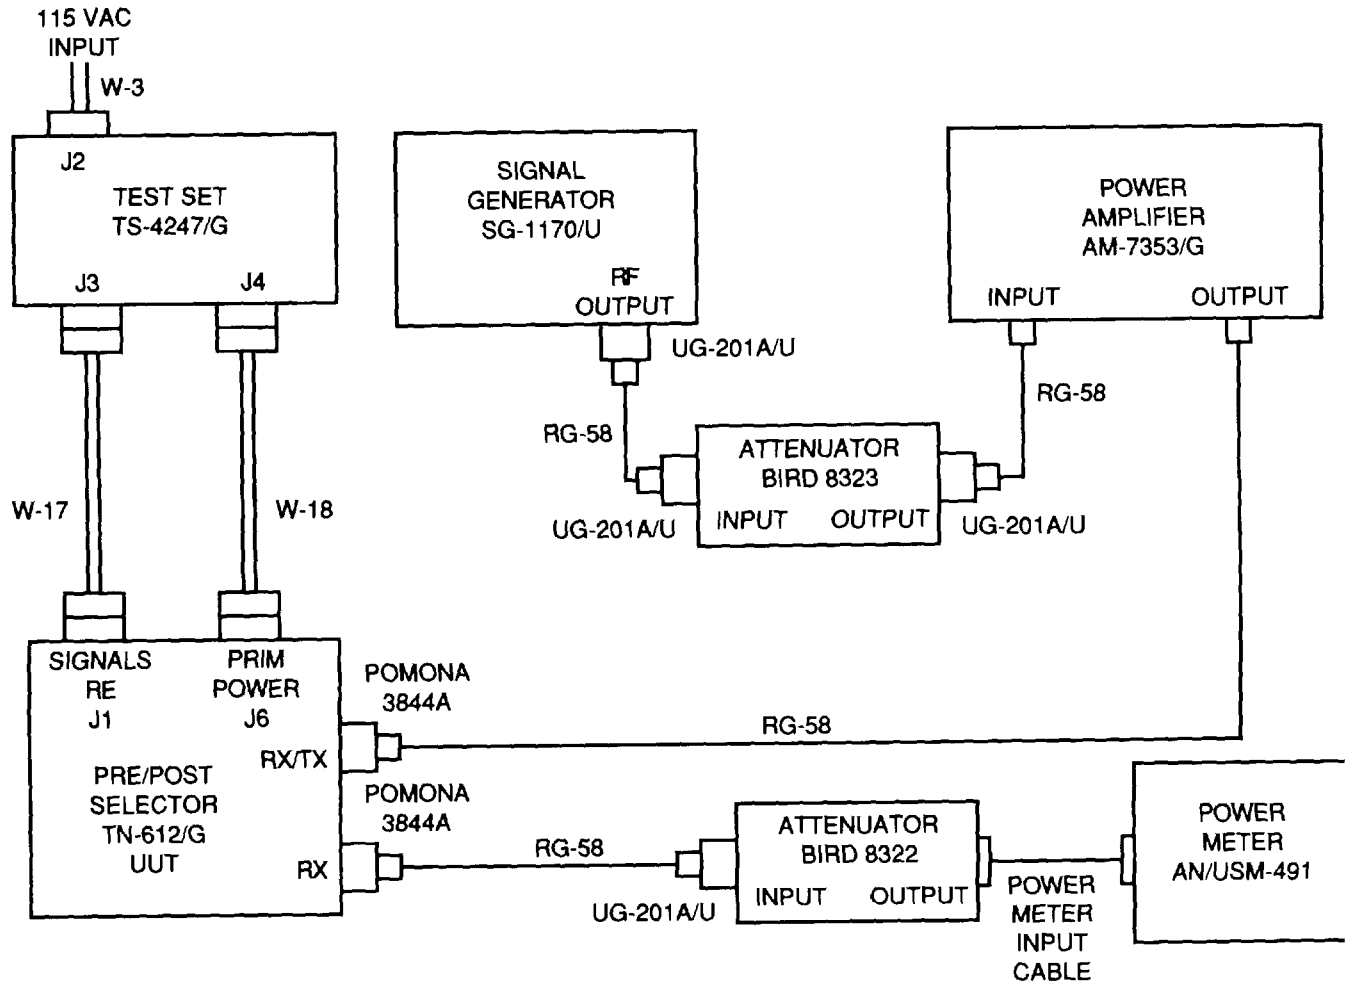 115 VAC
INPUT
W-3
J2
TEST SET
TS-4247/G
J3
J4
SIGNAL
GENERATOR
SG-1170/U
RF
OUTPUT
UG-201A/U
POWER
AMPLIFIER
AM-7353/G
INPUT
OUTPUT
RG-58
RG-58
ATTENUATOR
BIRD 8323
INPUT
OUTPUT
UG-201A/U
UG-201A/U
W-17
W-18
SIGNALS
RE
J1
PRIM
POWER
J6
RX/TX
PRE/POST
SELECTOR
TN-612/G
UUT
RX
POMONA
3844A
RG-58
POMONA
3844A
RG-58
UG-201A/U
ATTENUATOR
BIRD 8322
INPUT
OUTPUT
POWER
METER
INPUT
CABLE
POWER
METER
AN/USM-491